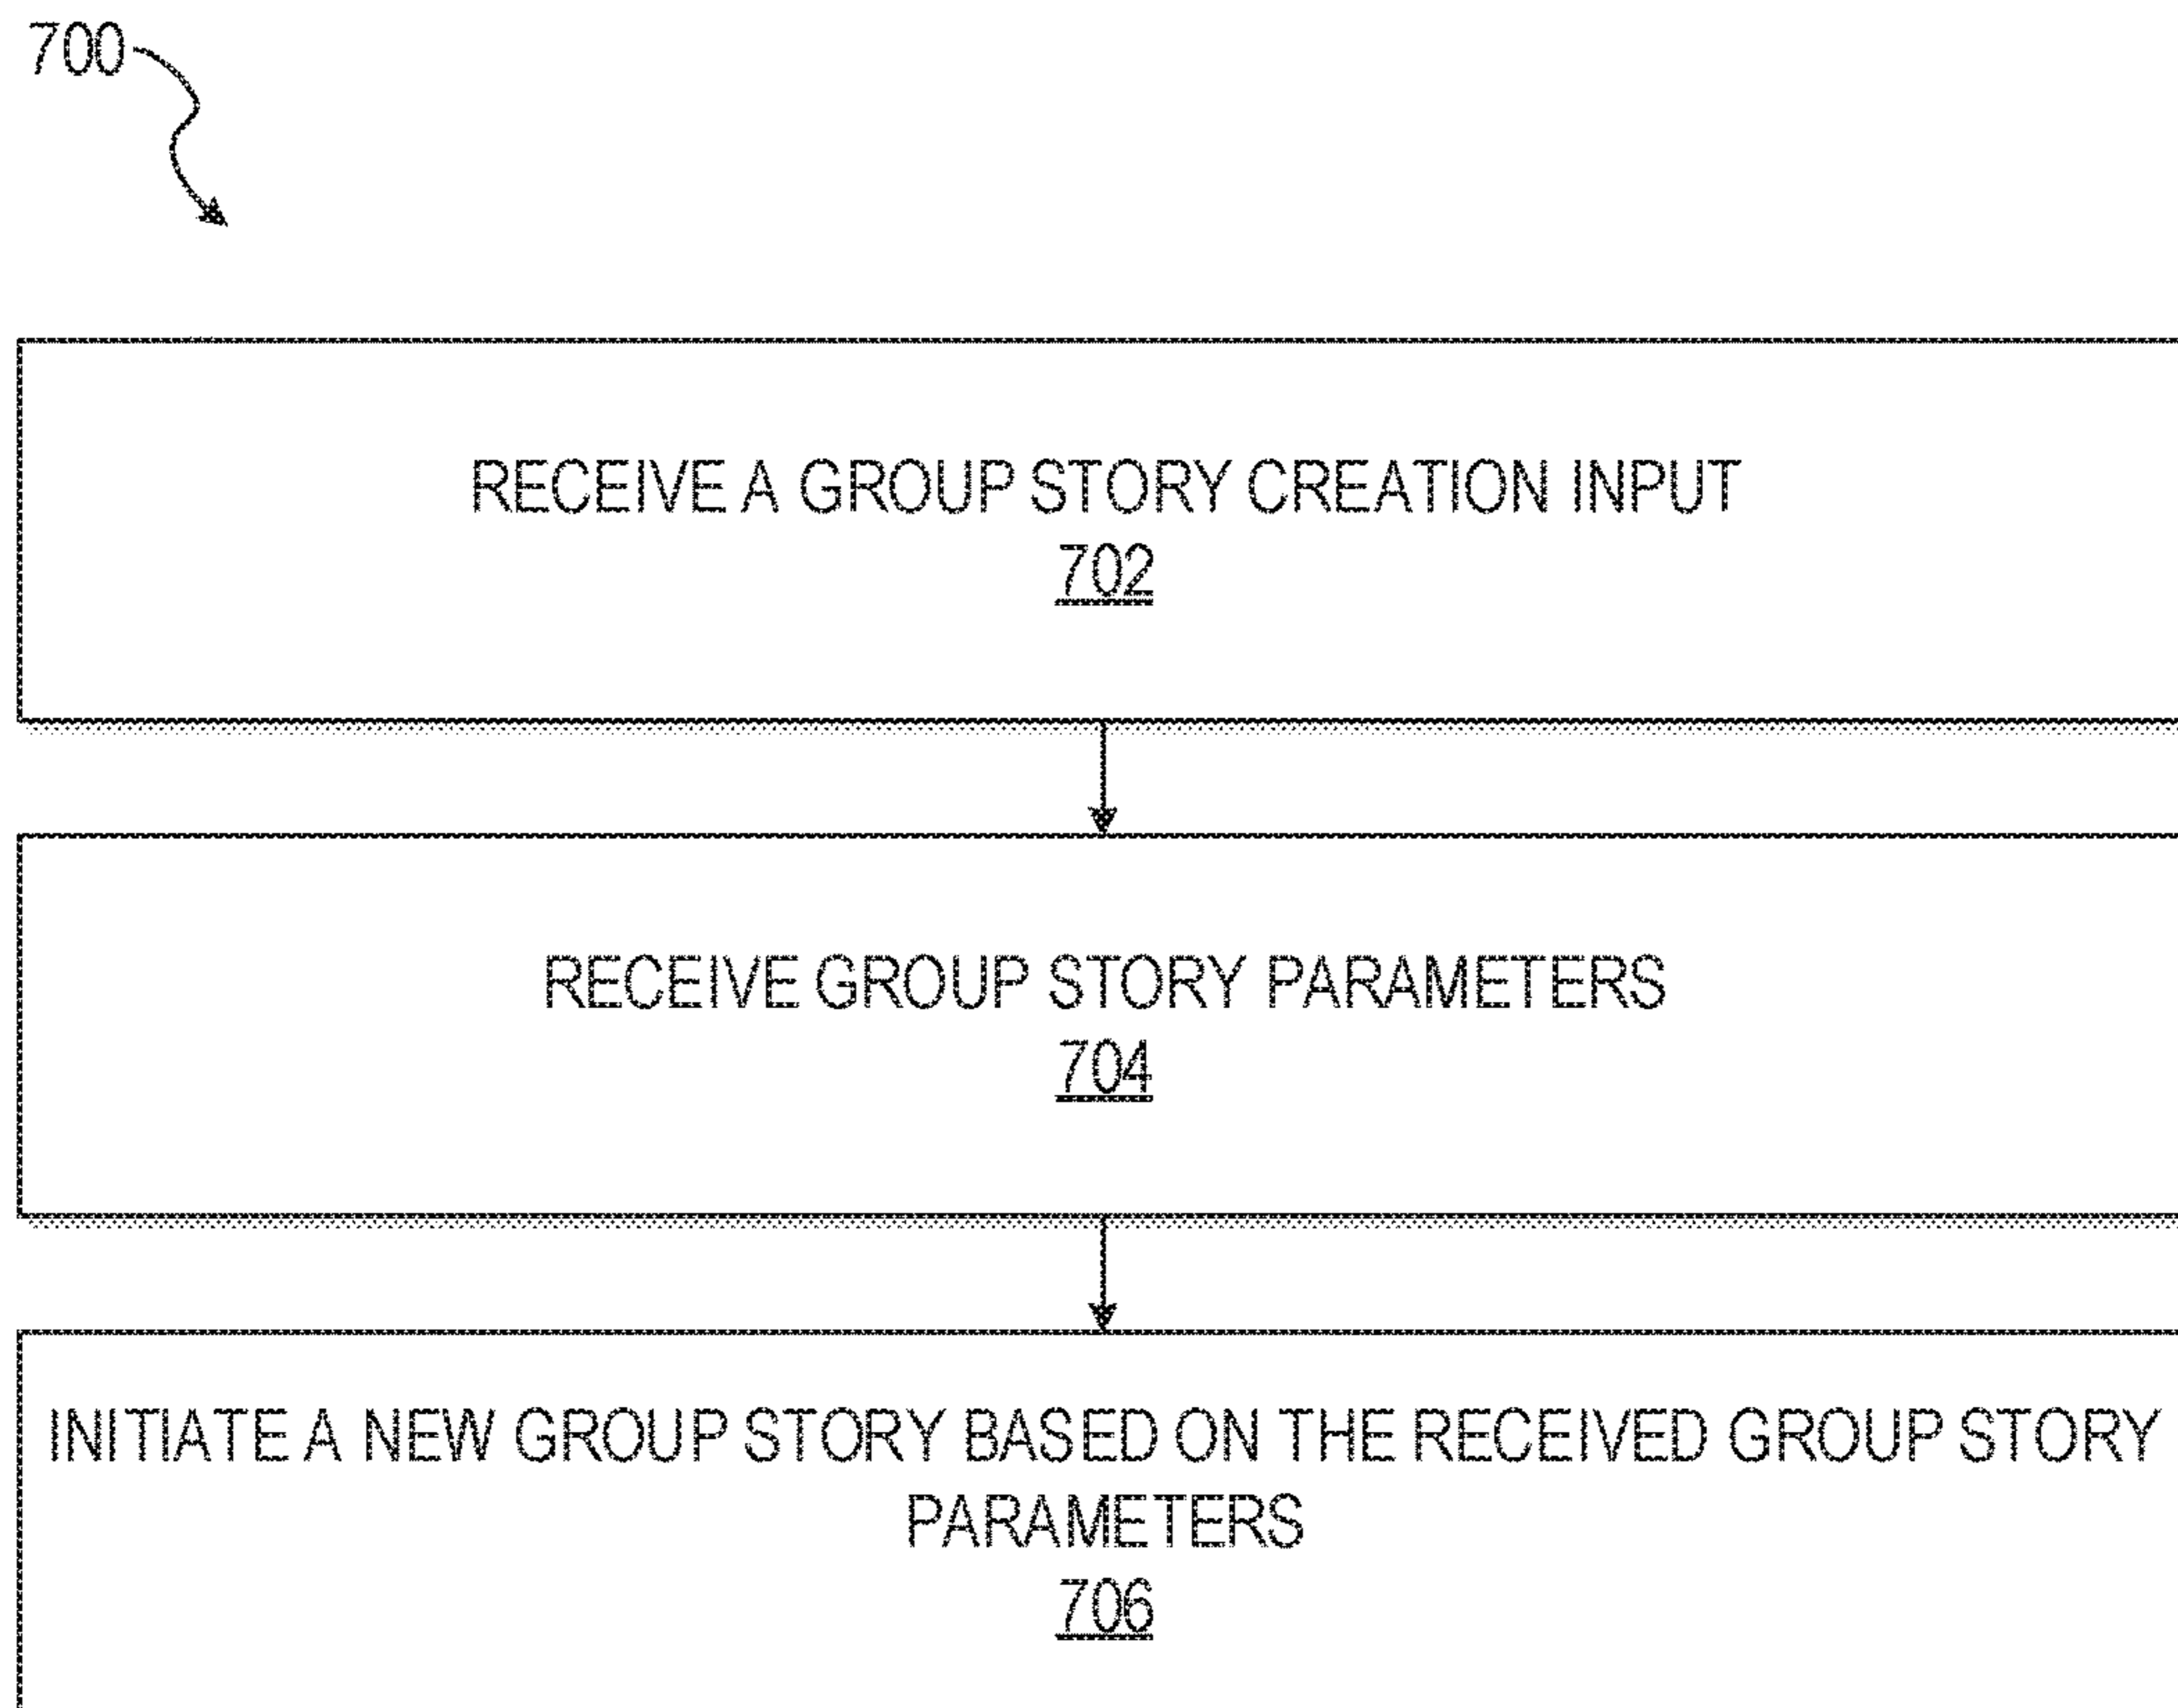 700
RECEIVE A GROUP STORY CREATION INPUT
702
RECEIVE GROUP STORY PARAMETERS
704
INITIATE A NEW GROUP STORY BASED ON THE RECEIVED GROUP STORY
PARAMETERS
706